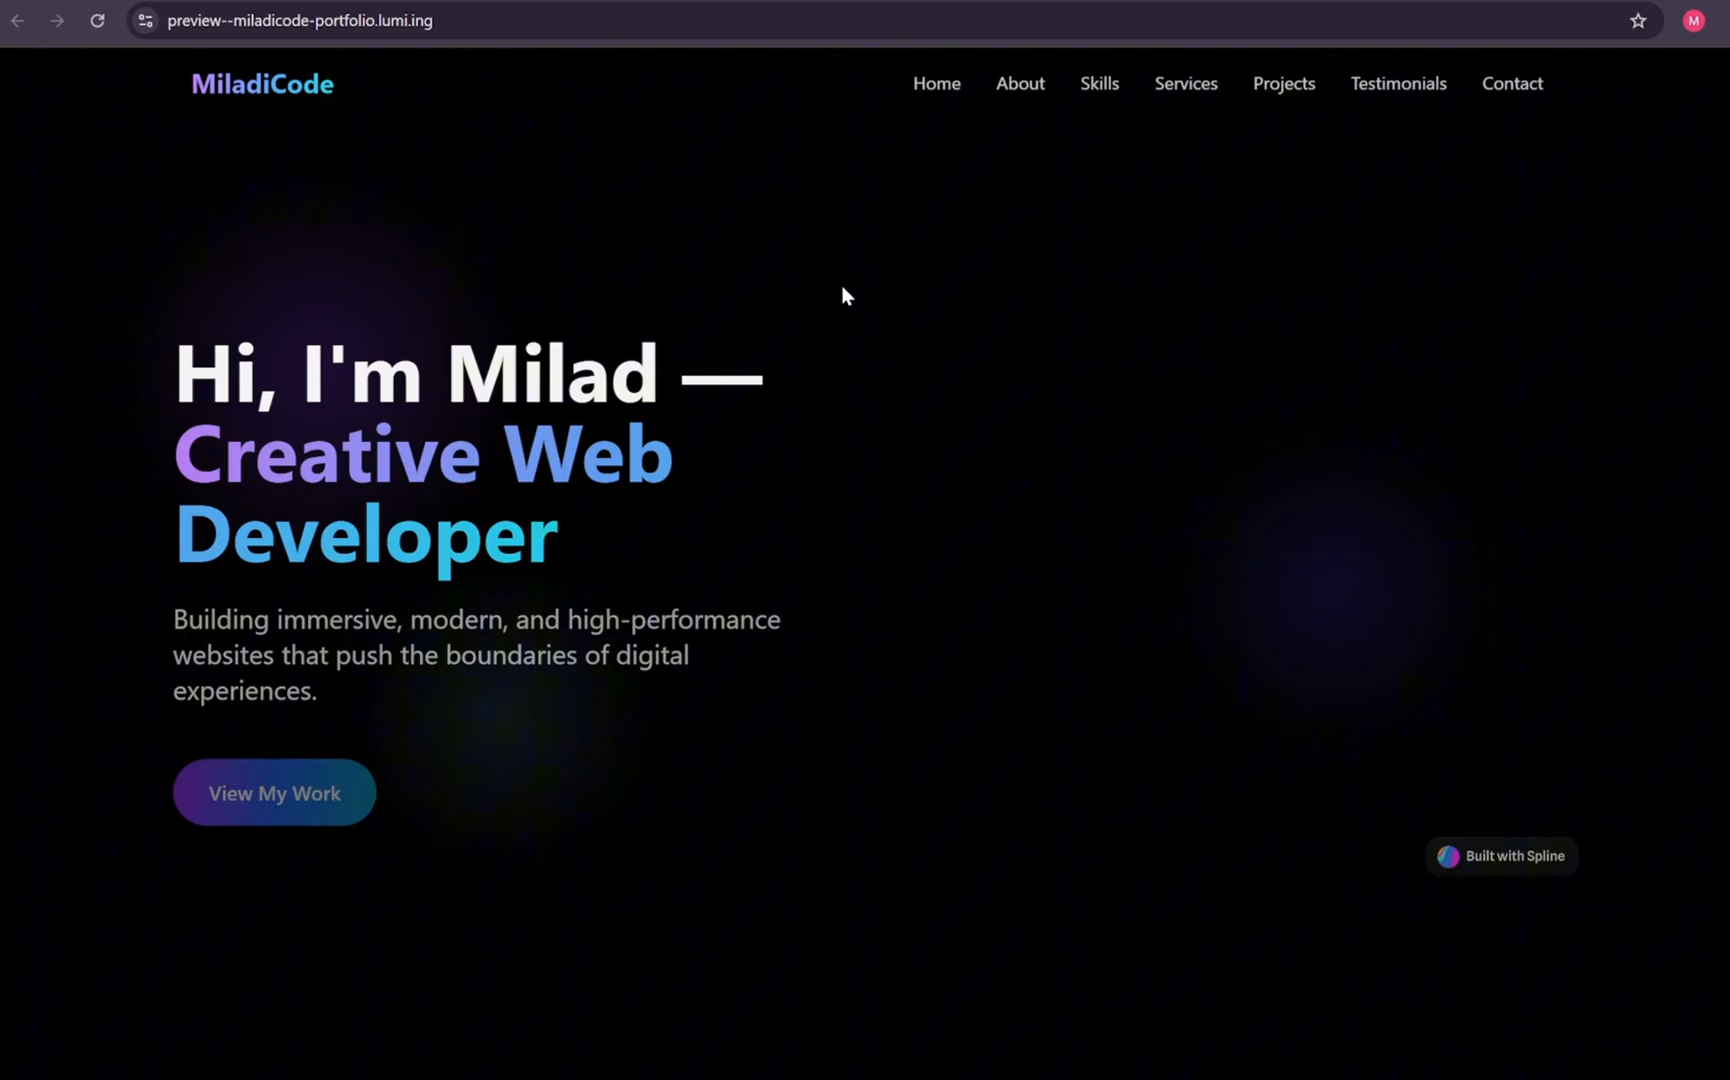 preview--miladicode-portfolio.lumi.ing
M
MiladiCode
Home About Skills Services Projects Testimonials Contact
Hi, I'm Milad —
Creative Web
Developer
Building immersive, modern, and high-performance
websites that push the boundaries of digital
experiences.
View My Work
Built with Spline